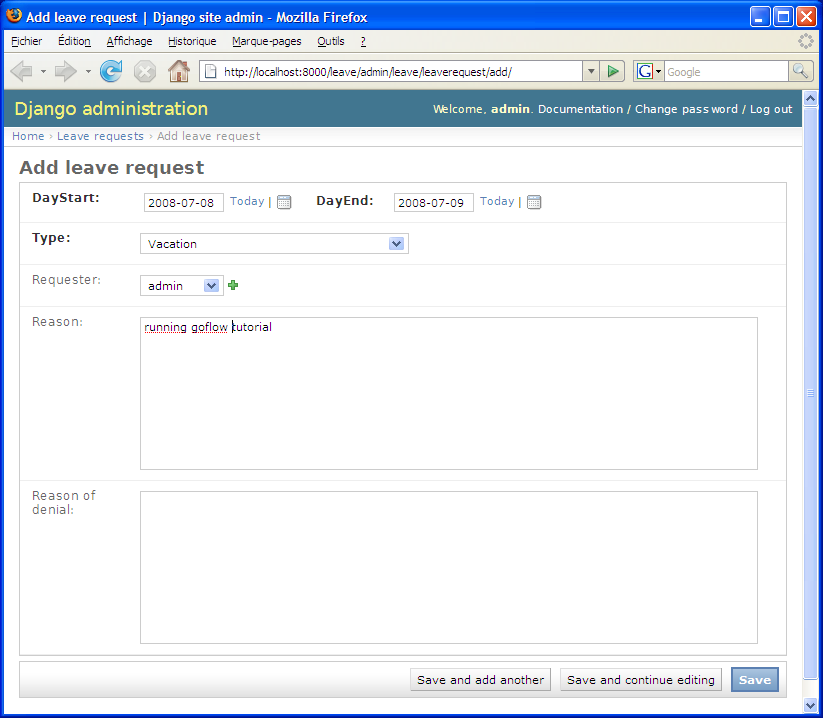 Add leave request | Django site admin - Mozilla Firefox
Fichier Édition Affichage Historique Marque-pages Outils ?
http://localhost:8000/leave/admin/leave/leaverequest/add/ G Google
Django administration Welcome, admin. Documentation / Change password / Log out
Home › Leave requests › Add leave request
Add leave request
DayStart: 2008-07-08 Today | DayEnd: 2008-07-09 Today |
Type: Vacation
Requester: admin
Reason: running goflow tutorial
Reason of
denial:
Save and add another Save and continue editing Save